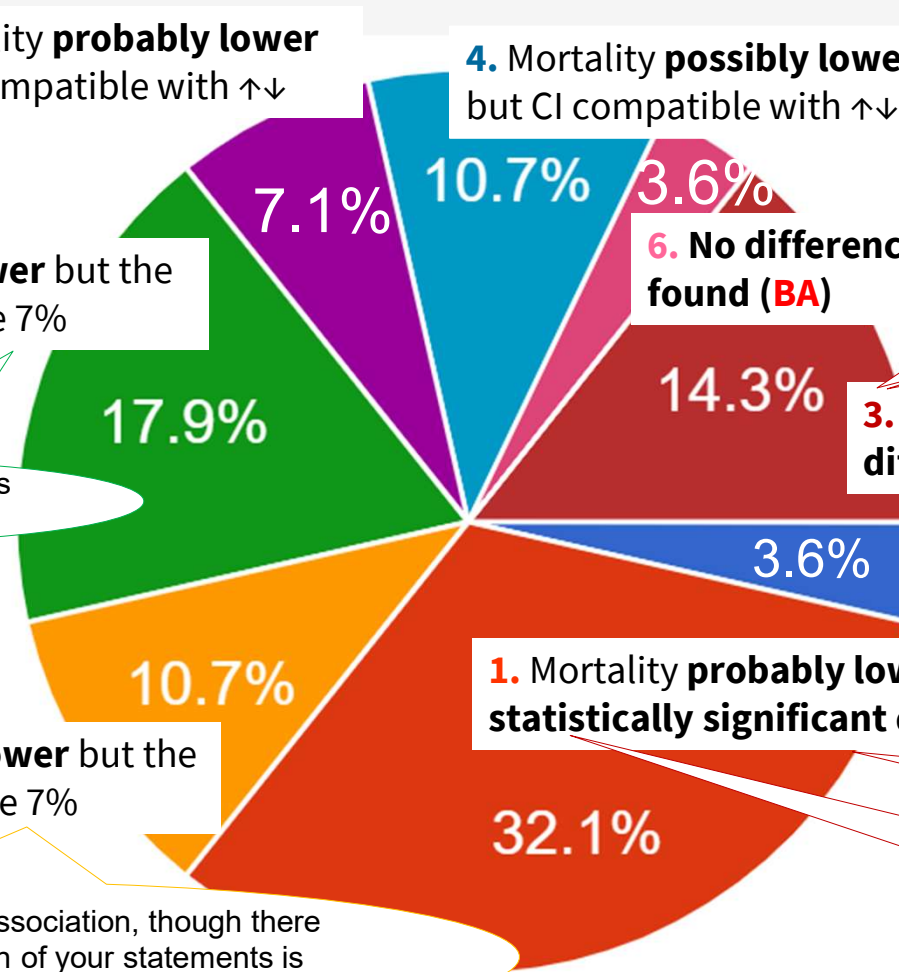 ity probably lower
mpatible with ↑↓
4. Mortality possibly lowe
but CI compatible with ↑↓
7.1%
10.7%
3.6%
6. No differenc
found (BA)
wer but the
e 7%
17.9%
14.3%
3.
di
s
3.6%
10.7%
1. Mortality probably low
statistically significant
ower but the
e 7%
32.1%
ssociation, though there
n of your statements is